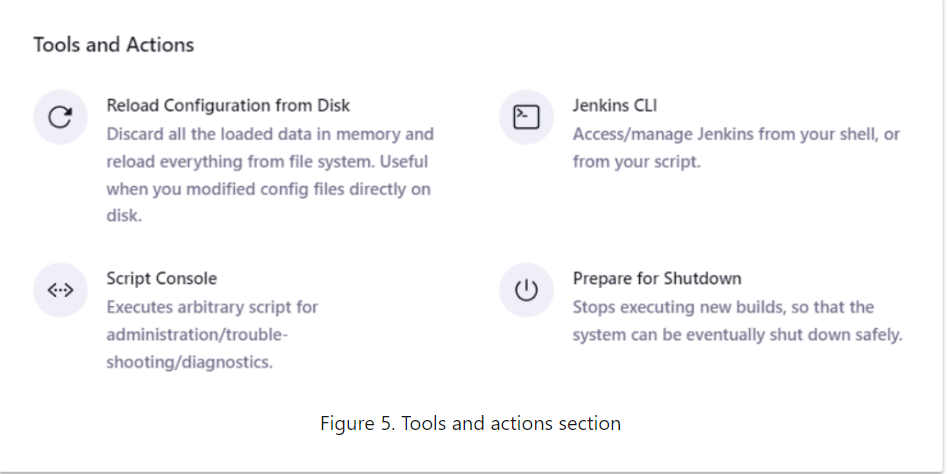 Tools and Actions
Reload Configuration from Disk
Discard all the loaded data in memory and
reload everything from file system. Useful
when you modified config files directly on
disk.
Jenkins CLI
Access/manage Jenkins from your shell, or
from your script.
Script Console
Executes arbitrary script for
administration/trouble-
shooting/diagnostics.
Prepare for Shutdown
Stops executing new builds, so that the
system can be eventually shut down safely.
Figure 5. Tools and actions section